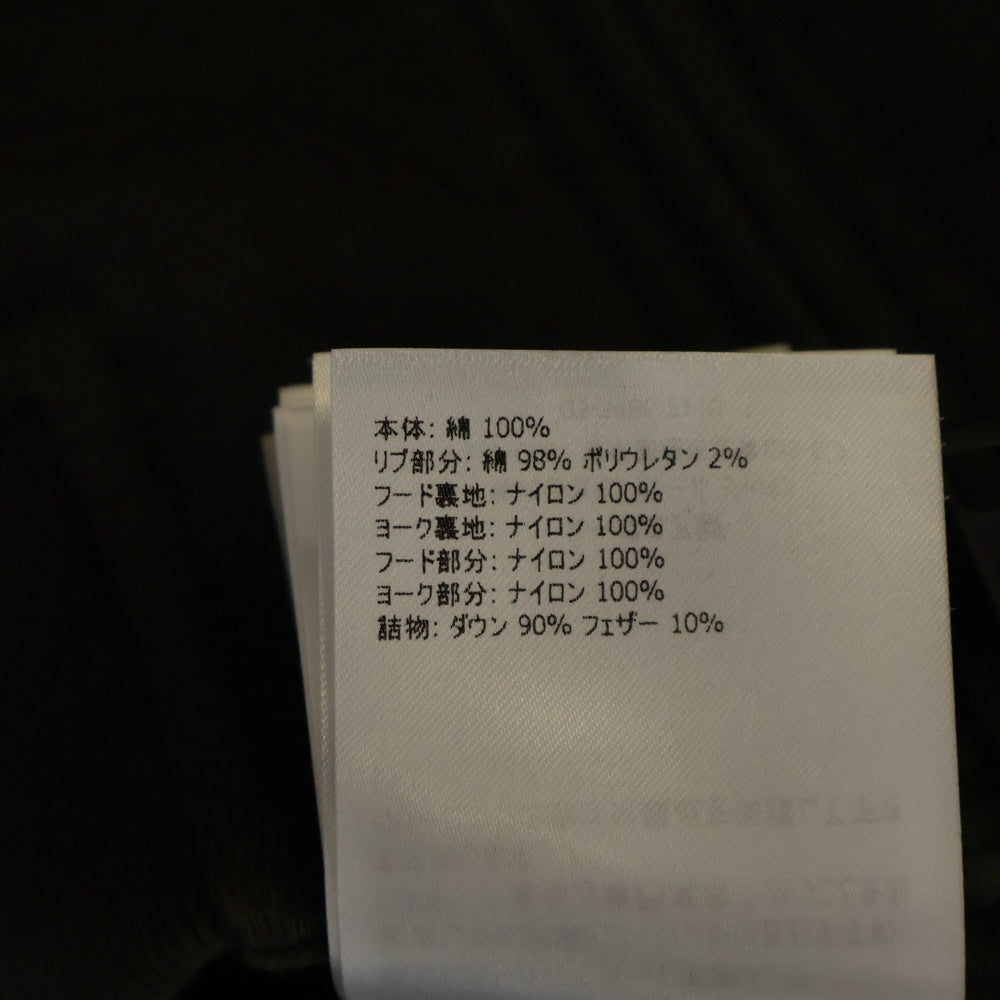 本体: 綿 100%
リブ部分: 綿 98% ポリウレタン 2%
フード裏地: ナイロン 100%
ヨーク裏地: ナイロン 100%
フード部分: ナイロン 100%
ヨーク部分: ナイロン 100%
詰物: ダウン 90% フェザー 10%